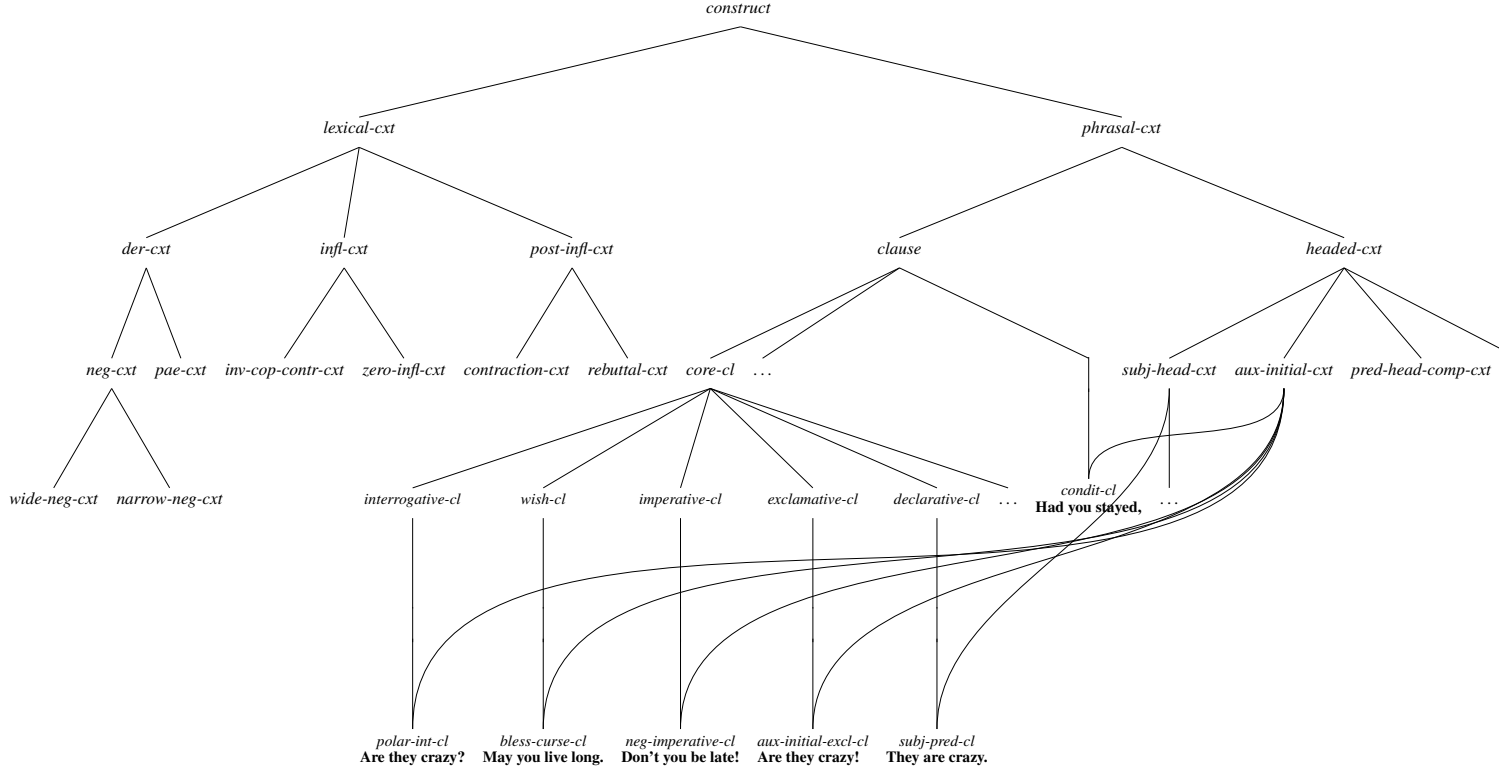 construct
lexical-cxt phrasal-cxt
der-cxt infl-cxt post-infl-cxt clause headed-cxt
neg-cxt pae-cxt inv-cop-contr-cxt zero-infl-cxt contraction-cxt rebuttal-cxt core-cl ... subj-head-cxt aux-initial-cxt pred-head-comp-cxt
wide-neg-cxt narrow-neg-cxt interrogative-cl wish-cl imperative-cl exclamative-cl declarative-cl ... condit-cl ...
Had you stayed,
polar-int-cl bless-curse-cl neg-imperative-cl aux-initial-excl-cl subj-pred-cl
Are they crazy? May you live long. Don't you be late! Are they crazy! They are crazy.